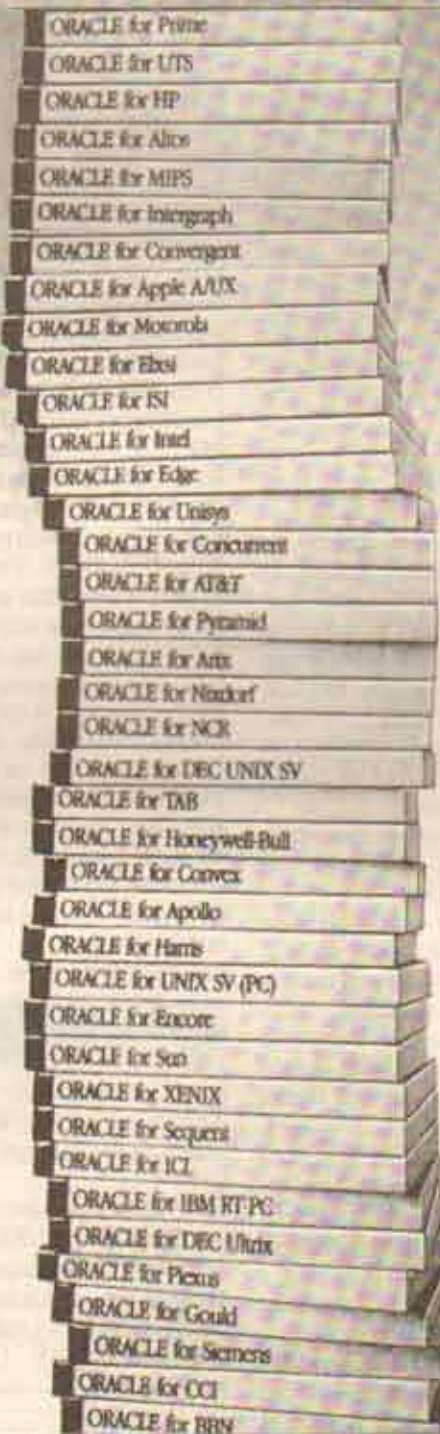 ORACLE for Prime
ORACLE for UTS
ORACLE for HP
ORACLE for Altos
ORACLE for MIPS
ORACLE for Intergraph
ORACLE for Convergent
ORACLE for Apple A/UX
ORACLE for Motorola
ORACLE for Elxsi
ORACLE for ISI
ORACLE for Intel
ORACLE for Edge
ORACLE for Unisys
ORACLE for Concurrent
ORACLE for AT&T
ORACLE for Pyramid
ORACLE for Arix
ORACLE for Nixdorf
ORACLE for NCR
ORACLE for DEC UNIX SV
ORACLE for TAB
ORACLE for Honeywell-Bull
ORACLE for Convex
ORACLE for Apollo
ORACLE for Harris
ORACLE for UNIX SV (PC)
ORACLE for Encore
ORACLE for Sun
ORACLE for XENIX
ORACLE for Sequent
ORACLE for ICL
ORACLE for IBM RT-PC
ORACLE for DEC Ultrix
ORACLE for Plexus
ORACLE for Gould
ORACLE for Siemens
ORACLE for CCI
ORACLE for BBN